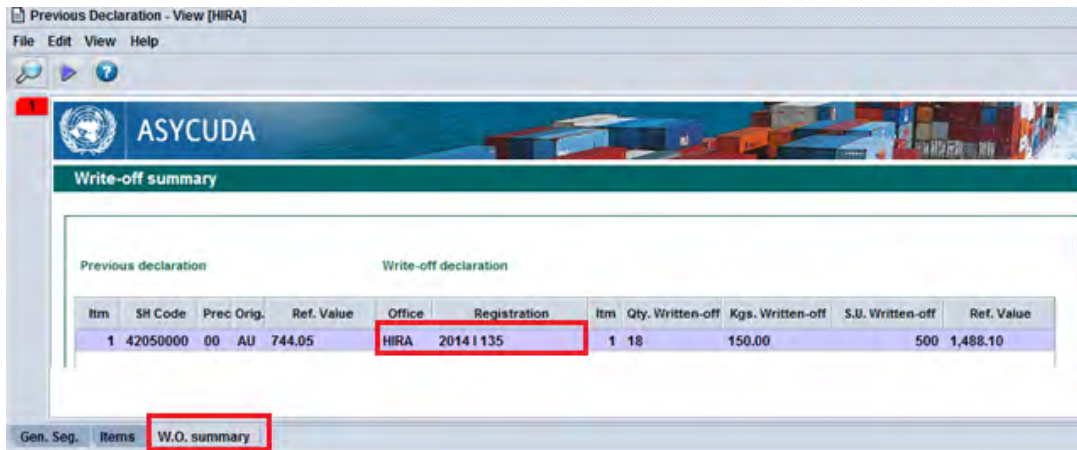 Previous Declaration - View [HIRA]
File Edit View Help
1
ASYCUDA
Write-off summary
Previous declaration Write-off declaration
Itm SH Code Prec Orig. Ref. Value Office Registration Itm Qty. Written-off Kgs. Written-off S.U. Written-off Ref. Value
1 42050000 00 AU 744.05 HIRA 2014 I 135 1 18 150.00 500 1,488.10
Gen. Seg. Items W.O. summary